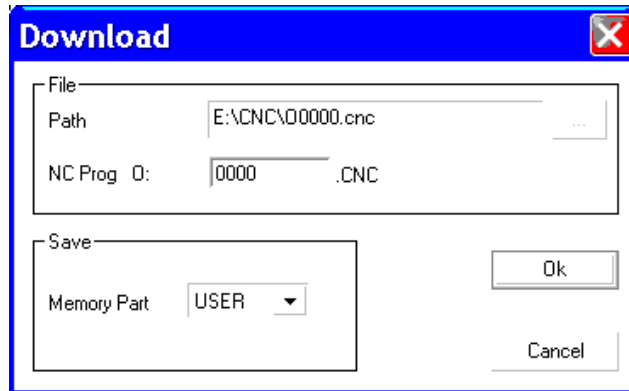 Download
File
Path E:\CNC\O0000.cnc ...
NC Prog O: 0000 .CNC
Save
Memory Part USER
Ok
Cancel